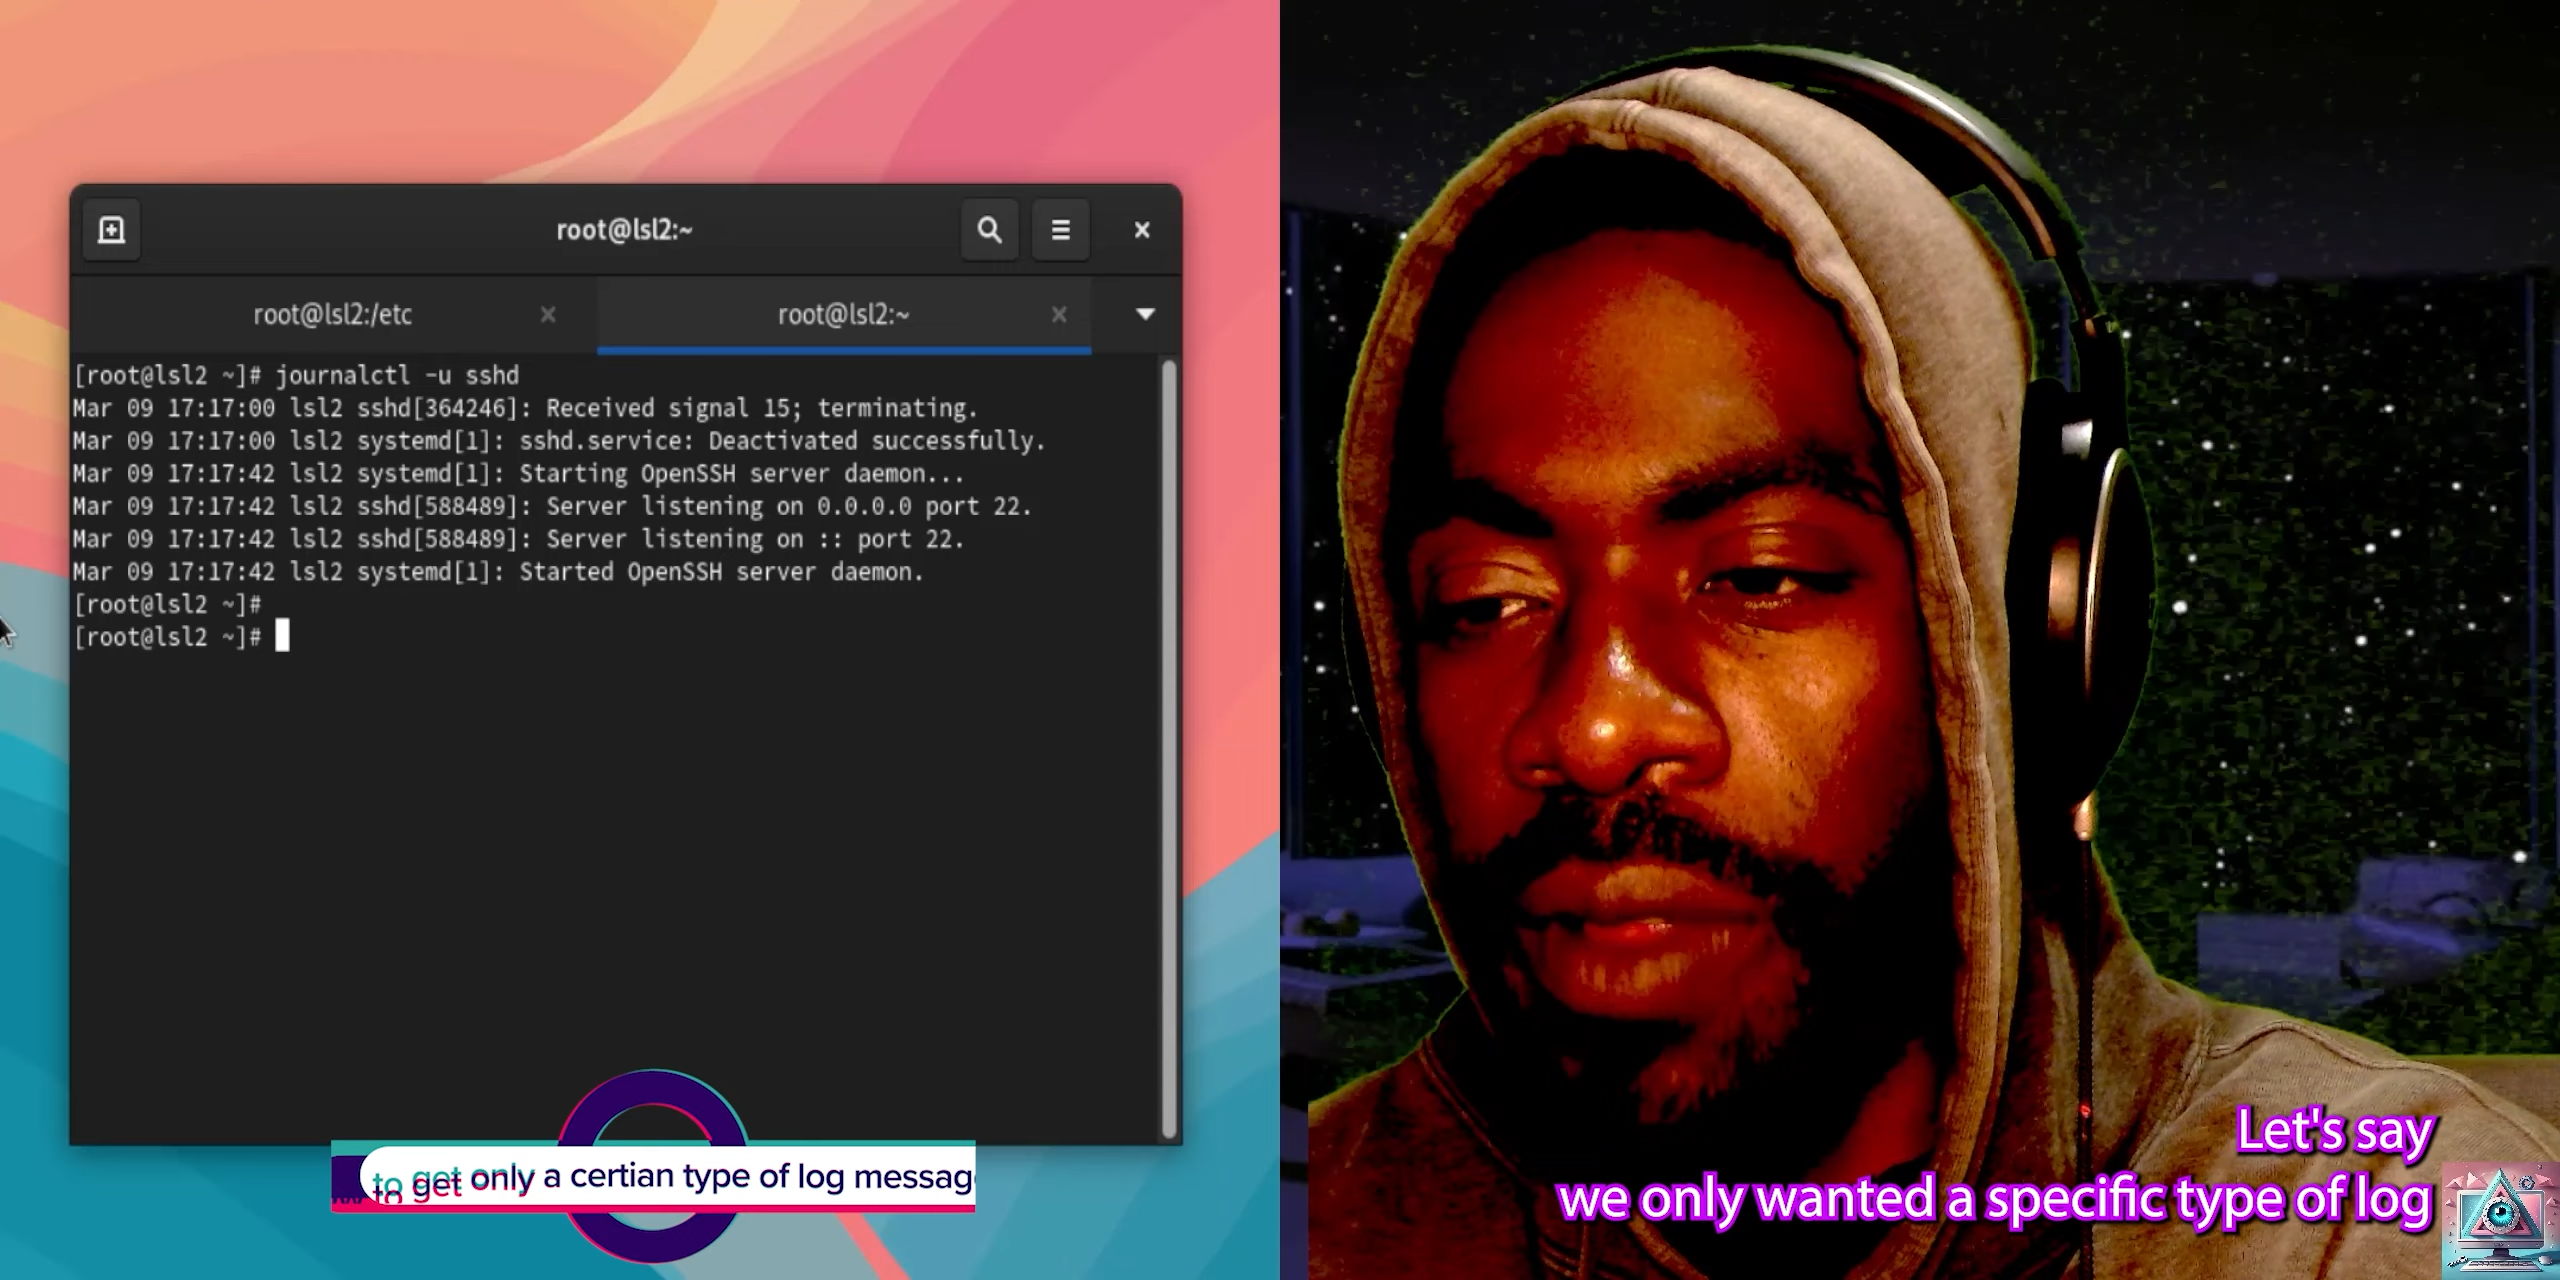 root@lsl2:~
root@lsl2:/etc
root@lsl2:~
[root@lsl2 ~]# journalctl -u sshd
Mar 09 17:17:00 lsl2 sshd[364246]: Received signal 15; terminating.
Mar 09 17:17:00 lsl2 systemd[1]: sshd.service: Deactivated successfully.
Mar 09 17:17:42 lsl2 systemd[1]: Starting OpenSSH server daemon...
Mar 09 17:17:42 lsl2 sshd[588489]: Server listening on 0.0.0.0 port 22.
Mar 09 17:17:42 lsl2 sshd[588489]: Server listening on :: port 22.
Mar 09 17:17:42 lsl2 systemd[1]: Started OpenSSH server daemon.
[root@lsl2 ~]#
[root@lsl2 ~]#
to get only a certian type of log messag
Let's say
we only wanted a specific type of log